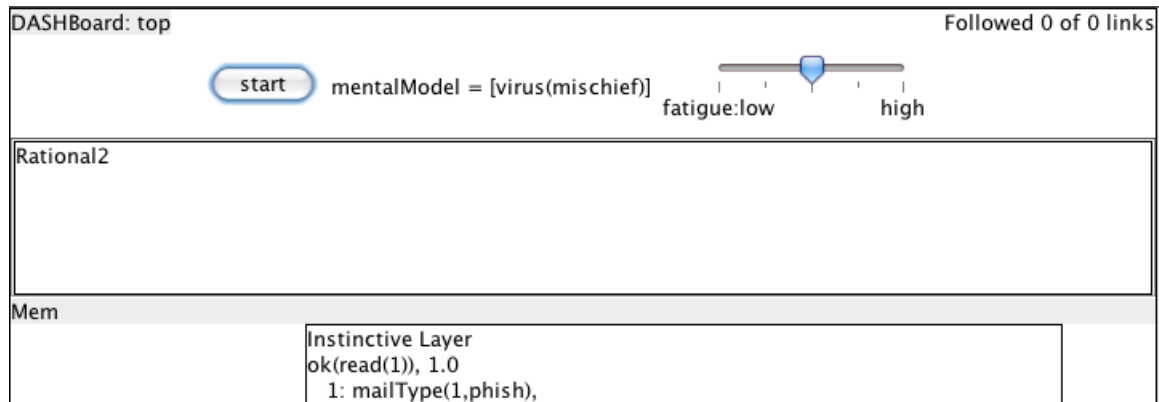 DASHBoard: top
Followed 0 of 0 links
start
mentalModel = [virus(mischief)]
fatigue:low
high
Rational2
Mem
Instinctive Layer
ok(read(1)), 1.0
1: mailType(1,phish),